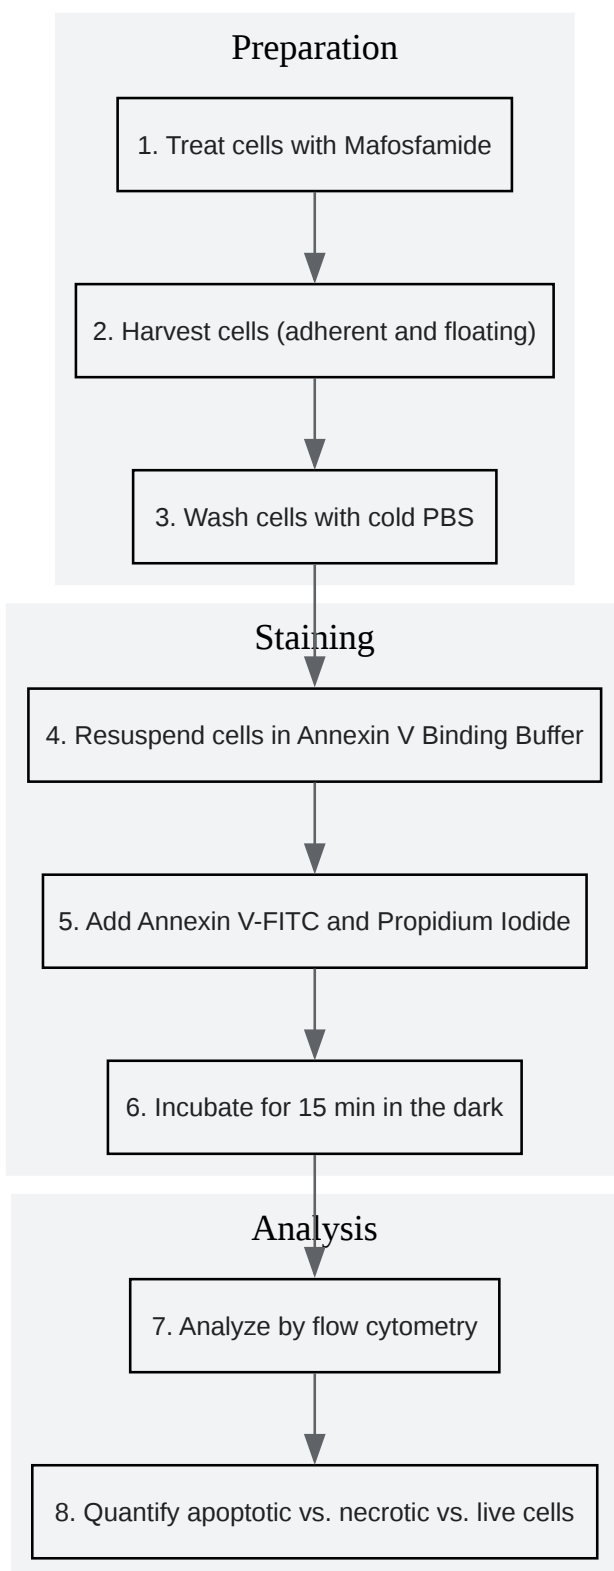 Preparation
1. Treat cells with Mafosfamide
2. Harvest cells (adherent and floating)
3. Wash cells with cold PBS
Staining
4. Resuspend cells in Annexin V Binding Buffer
5. Add Annexin V-FITC and Propidium Iodide
6. Incubate for 15 min in the dark
Analysis
7. Analyze by flow cytometry
8. Quantify apoptotic vs. necrotic vs. live cells